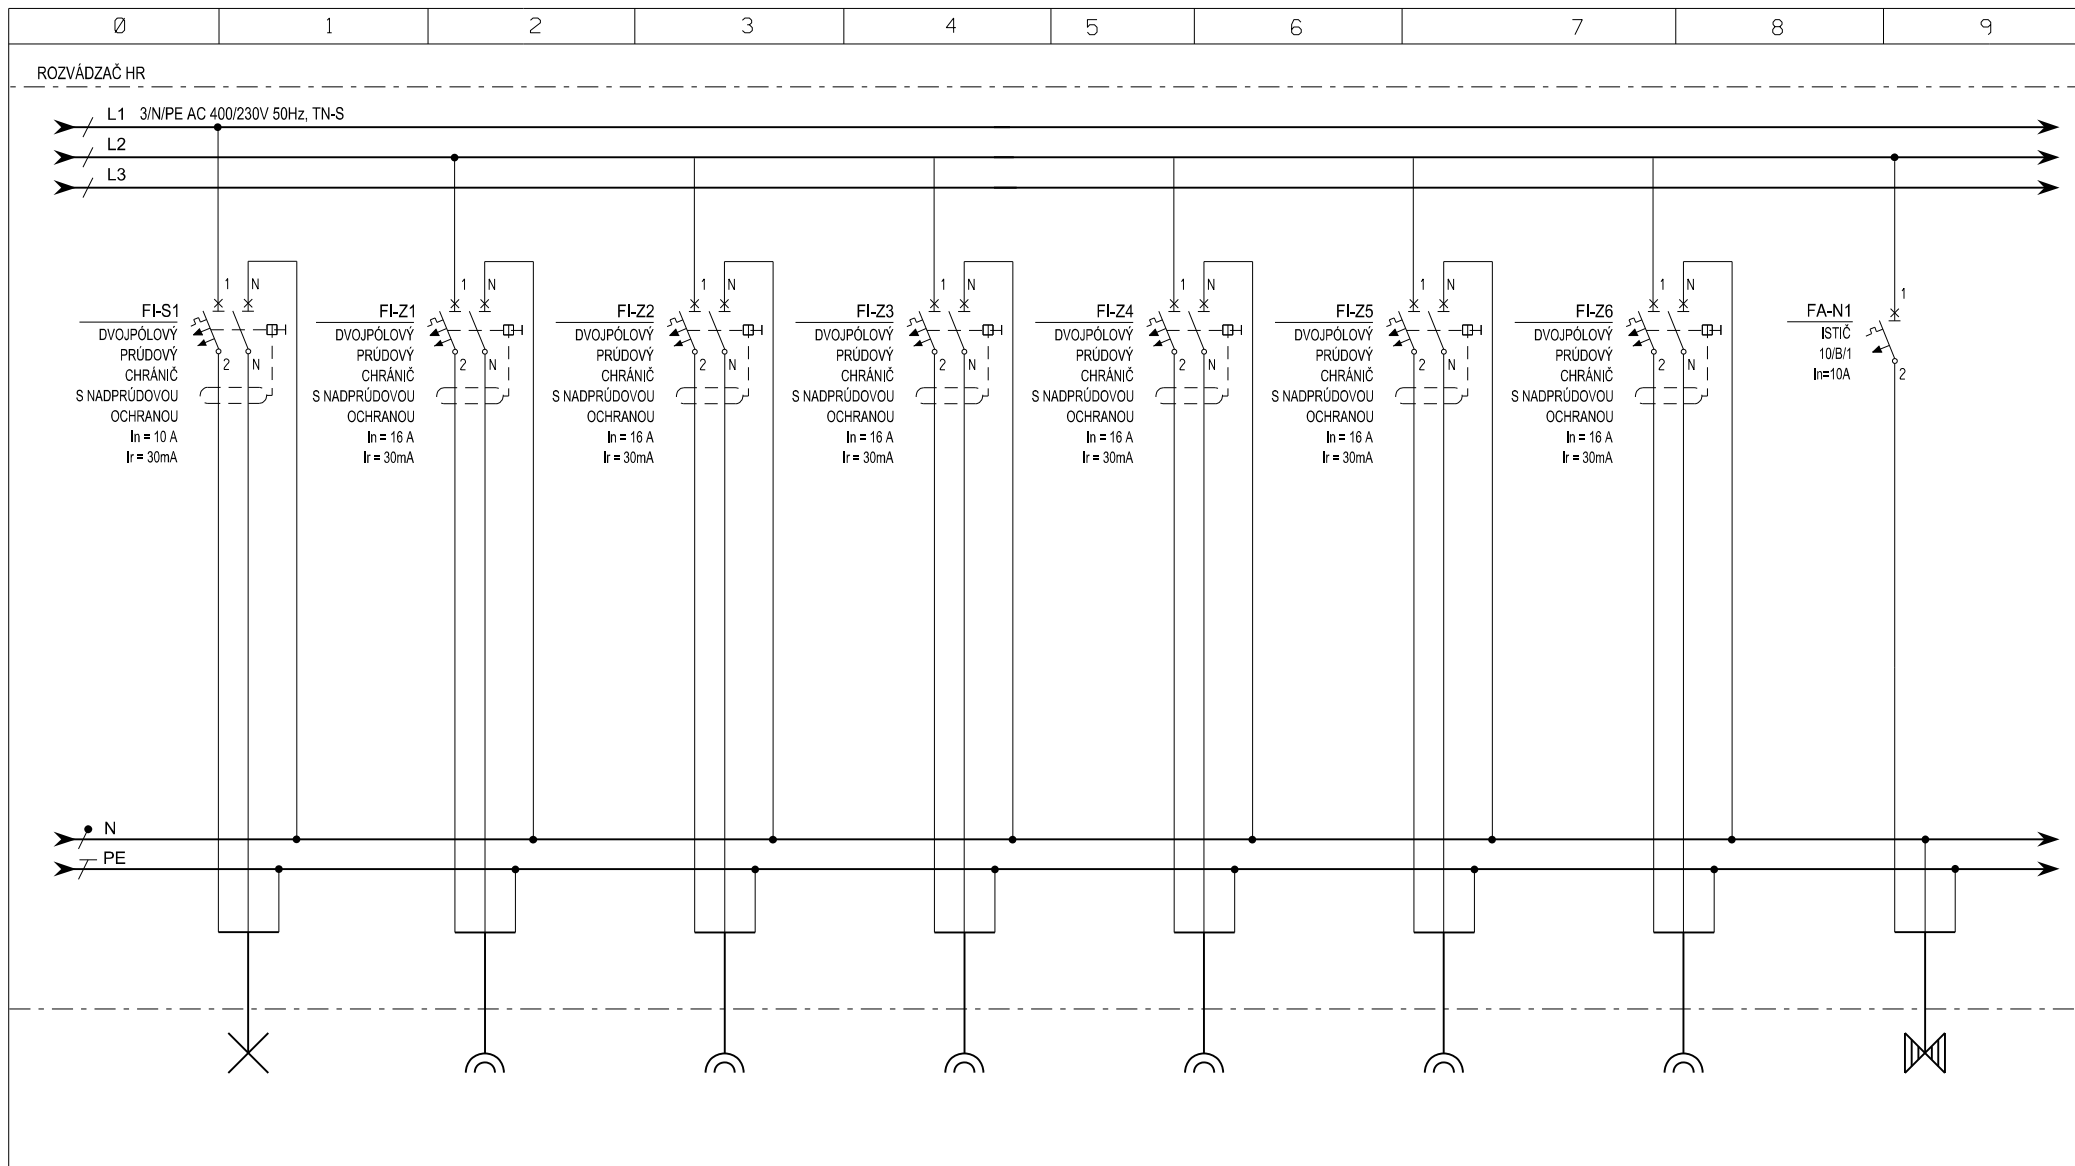 Ø 1 2 3 4 5 6 7 8 9
ROZVÁDZAČ HR
L1 3/N/PE AC 400/230V 50Hz, TN-S
L2
L3
1 N
FI-S1
DVOJPÓLOVÝ
PRÚDOVÝ
CHRÁNIČ
S NADPRÚDOVOU
OCHRANOU
In = 10 A
Ir = 30mA
2 N
1 N
FI-Z1
DVOJPÓLOVÝ
PRÚDOVÝ
CHRÁNIČ
S NADPRÚDOVOU
OCHRANOU
In = 16 A
Ir = 30mA
2 N
1 N
FI-Z2
DVOJPÓLOVÝ
PRÚDOVÝ
CHRÁNIČ
S NADPRÚDOVOU
OCHRANOU
In = 16 A
Ir = 30mA
2 N
1 N
FI-Z3
DVOJPÓLOVÝ
PRÚDOVÝ
CHRÁNIČ
S NADPRÚDOVOU
OCHRANOU
In = 16 A
Ir = 30mA
2 N
1 N
FI-Z4
DVOJPÓLOVÝ
PRÚDOVÝ
CHRÁNIČ
S NADPRÚDOVOU
OCHRANOU
In = 16 A
Ir = 30mA
2 N
1 N
FI-Z5
DVOJPÓLOVÝ
PRÚDOVÝ
CHRÁNIČ
S NADPRÚDOVOU
OCHRANOU
In = 16 A
Ir = 30mA
2 N
1 N
FI-Z6
DVOJPÓLOVÝ
PRÚDOVÝ
CHRÁNIČ
S NADPRÚDOVOU
OCHRANOU
In = 16 A
Ir = 30mA
2 N
1
FA-N1
ISTIČ
10/B/1
In=10A
2
N
PE